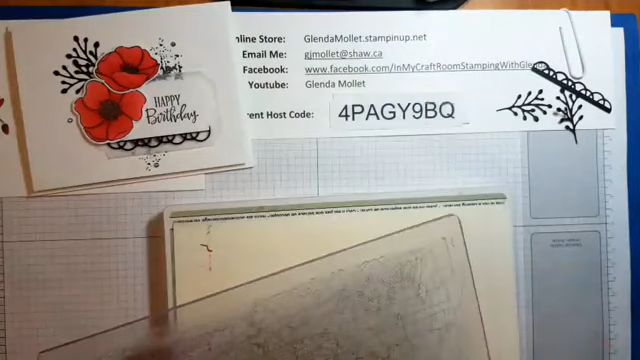 nline Store: GlendaMollet.stampinup.net
Email Me: gjmollet@shaw.ca
Facebook: www.facebook.com/InMyCraftRoomStampingWithGlenda
Youtube: Glenda Mollet
rent Host Code: 4PAGY9BQ
HAPPY
Birthday